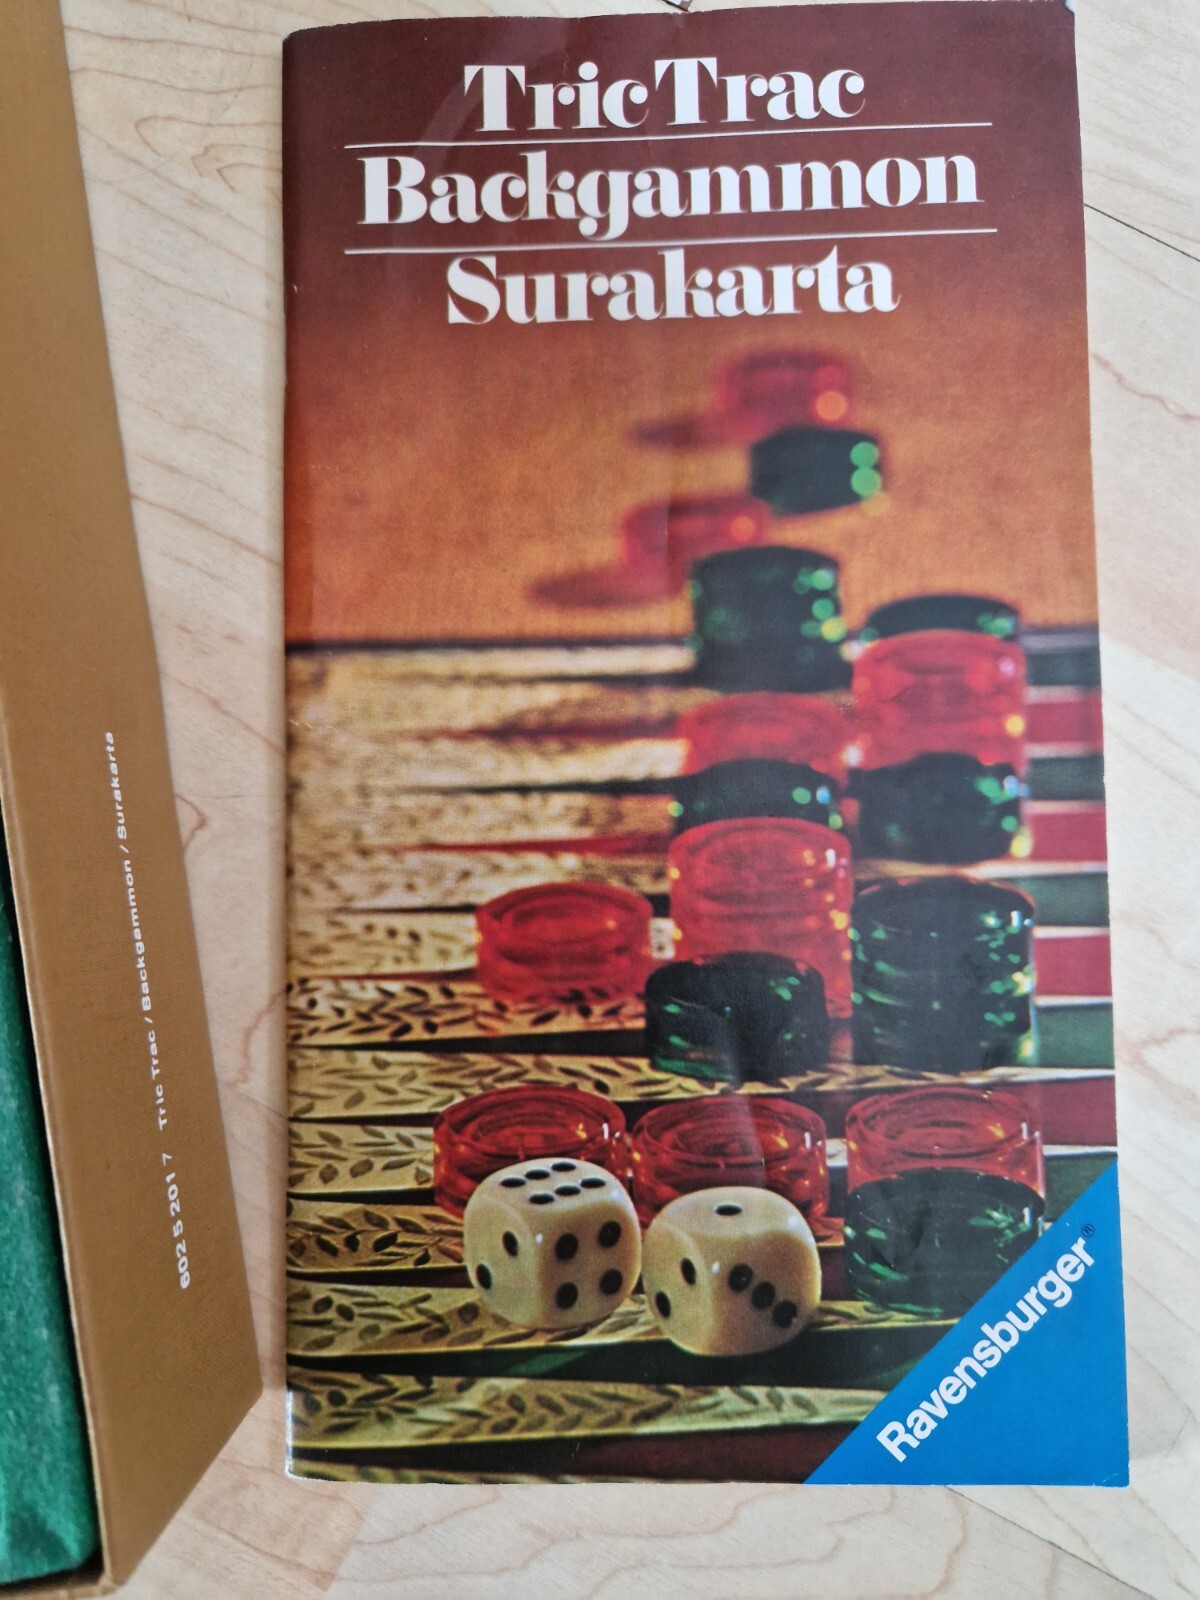 Tric Trac
Backgammon
Surakarta
Ravensburger®
602 5 201 7 Tric Trac / Backgammon / Surakarta